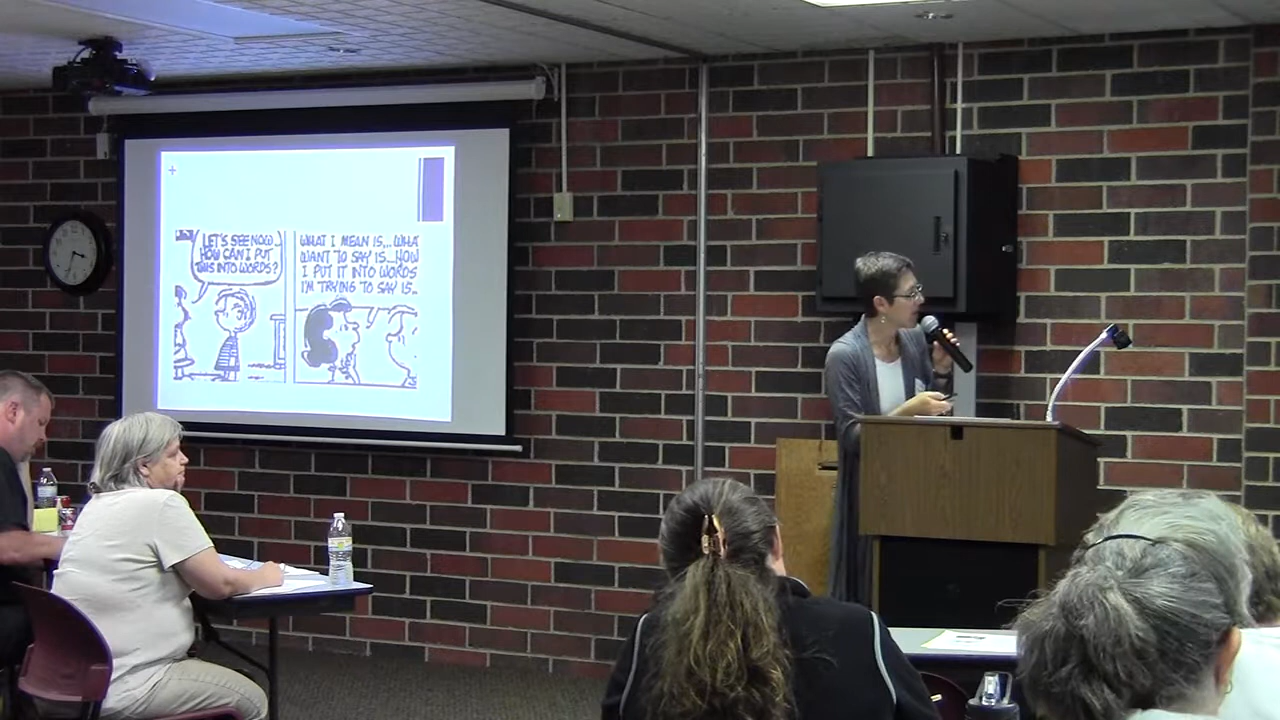 LET'S SEE NOW..
HOW CAN I PUT
THIS INTO WORDS?
WHAT I MEAN IS... WHA
WANT TO SAY IS... HOW
I PUT IT INTO WORDS
I'M TRYING TO SAY IS..